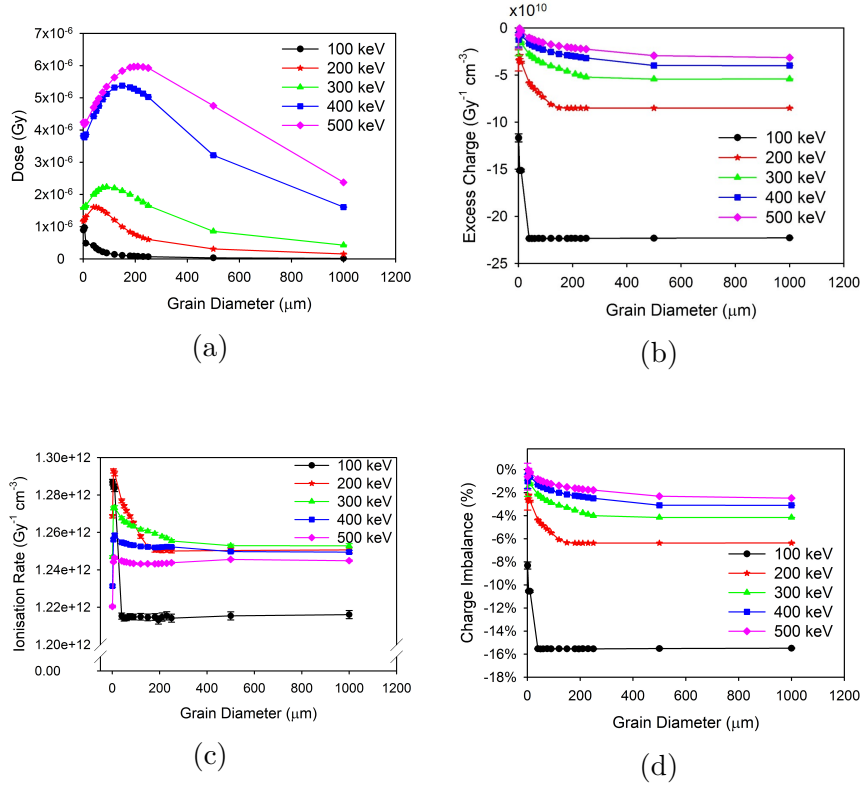 7x10⁻⁶
6x10⁻⁶
5x10⁻⁶
4x10⁻⁶
3x10⁻⁶
2x10⁻⁶
1x10⁻⁶
0
Dose (Gy)
0 200 400 600 800 1000 1200
Grain Diameter (μm)
100 keV
200 keV
300 keV
400 keV
500 keV
(a)
x10¹⁰
0
-5
-10
-15
-20
-25
Excess Charge (Gy⁻¹ cm⁻³)
0 200 400 600 800 1000 1200
Grain Diameter (μm)
100 keV
200 keV
300 keV
400 keV
500 keV
(b)
1.30e+12
1.28e+12
1.26e+12
1.24e+12
1.22e+12
1.20e+12
0.00
Ionisation Rate (Gy⁻¹ cm⁻³)
0 200 400 600 800 1000 1200
Grain Diameter (μm)
100 keV
200 keV
300 keV
400 keV
500 keV
(c)
0%
-2%
-4%
-6%
-8%
-10%
-12%
-14%
-16%
-18%
Charge Imbalance (%)
0 200 400 600 800 1000 1200
Grain Diameter (μm)
100 keV
200 keV
300 keV
400 keV
500 keV
(d)